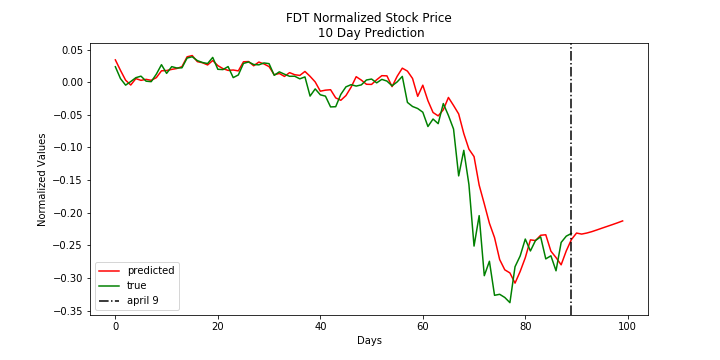 FDT Normalized Stock Price
10 Day Prediction
Normalized Values
0.05
0.00
−0.05
−0.10
−0.15
−0.20
−0.25
−0.30
−0.35
predicted
true
april 9
0 20 40 60 80 100
Days